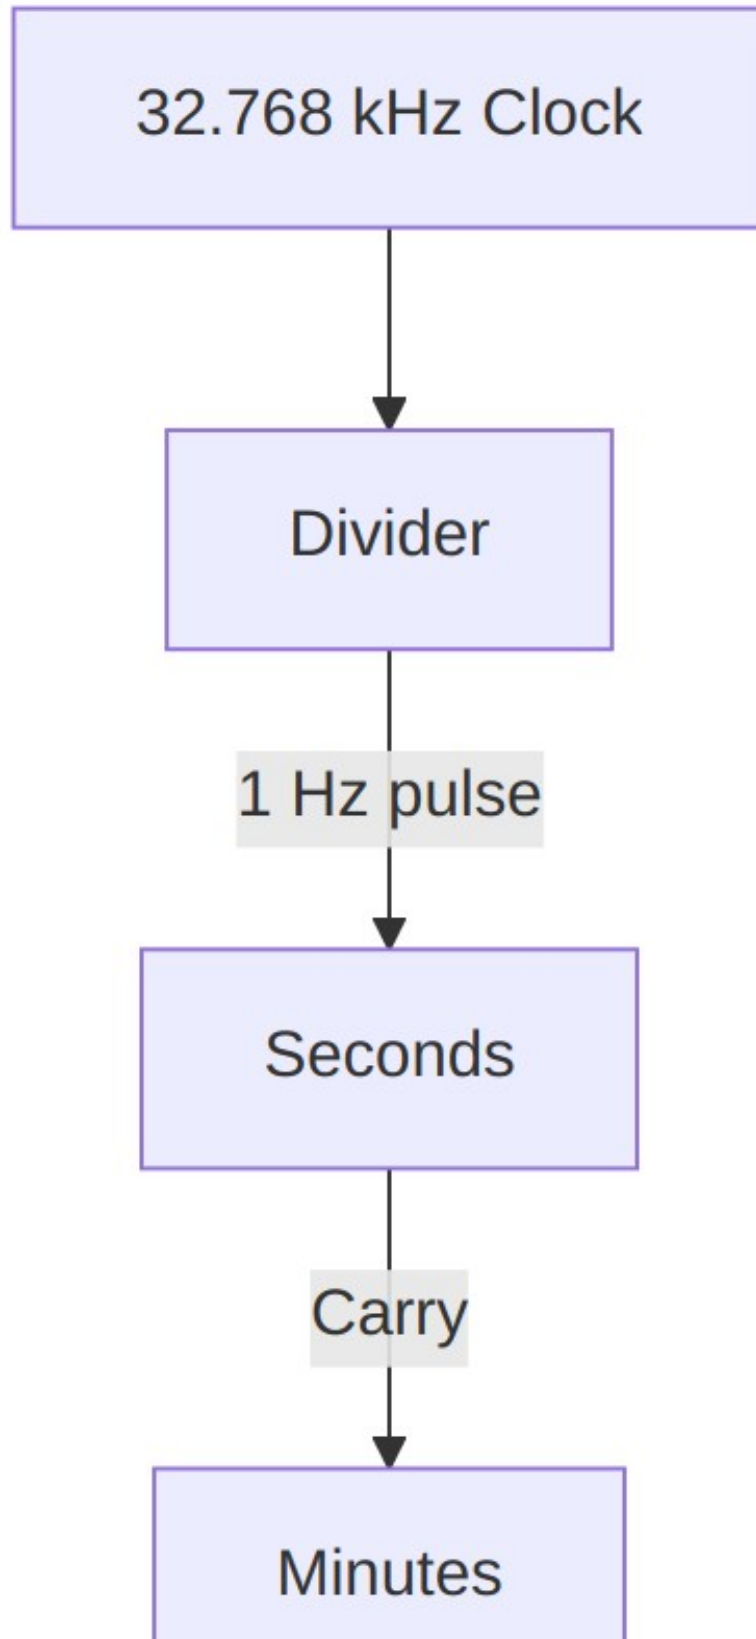 32.768 kHz Clock
Divider
1 Hz pulse
Seconds
Carry
Minutes